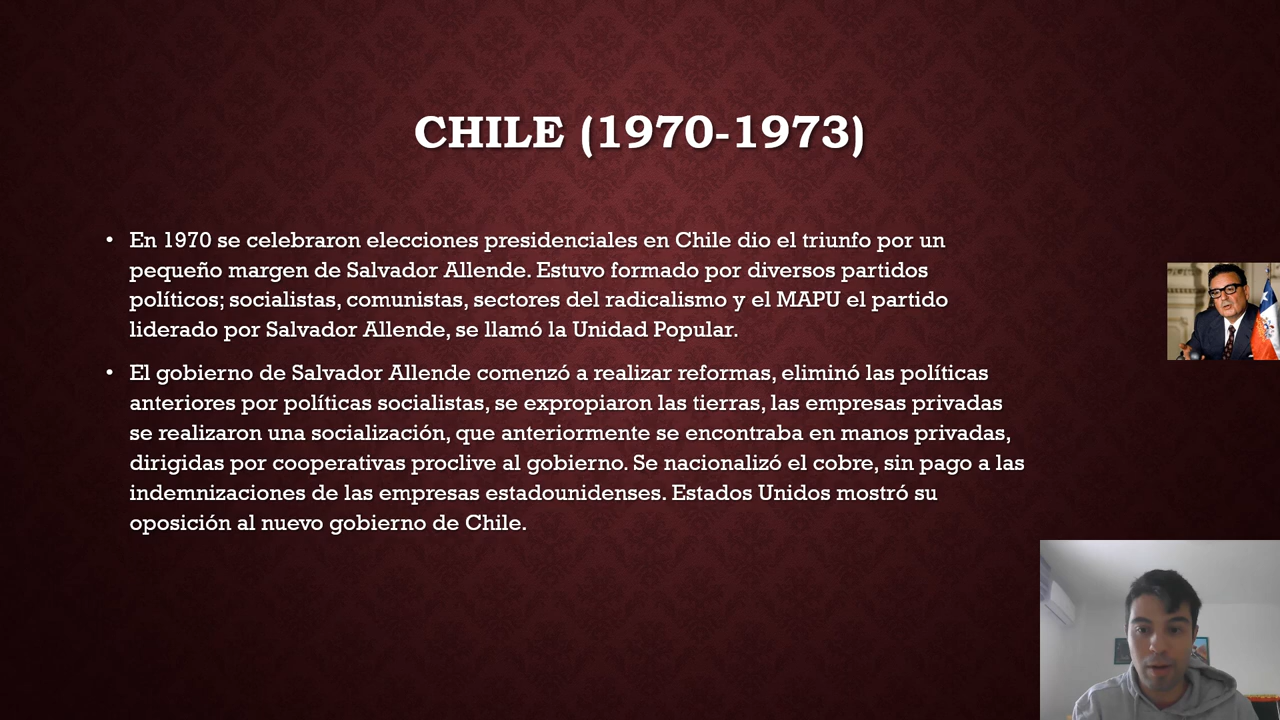 CHILE (1970-1973)
• En 1970 se celebraron elecciones presidenciales en Chile dio el triunfo por un
pequeño margen de Salvador Allende. Estuvo formado por diversos partidos
políticos; socialistas, comunistas, sectores del radicalismo y el MAPU el partido
liderado por Salvador Allende, se llamó la Unidad Popular.
• El gobierno de Salvador Allende comenzó a realizar reformas, eliminó las políticas
anteriores por políticas socialistas, se expropiaron las tierras, las empresas privadas
se realizaron una socialización, que anteriormente se encontraba en manos privadas,
dirigidas por cooperativas proclive al gobierno. Se nacionalizó el cobre, sin pago a las
indemnizaciones de las empresas estadounidenses. Estados Unidos mostró su
oposición al nuevo gobierno de Chile.